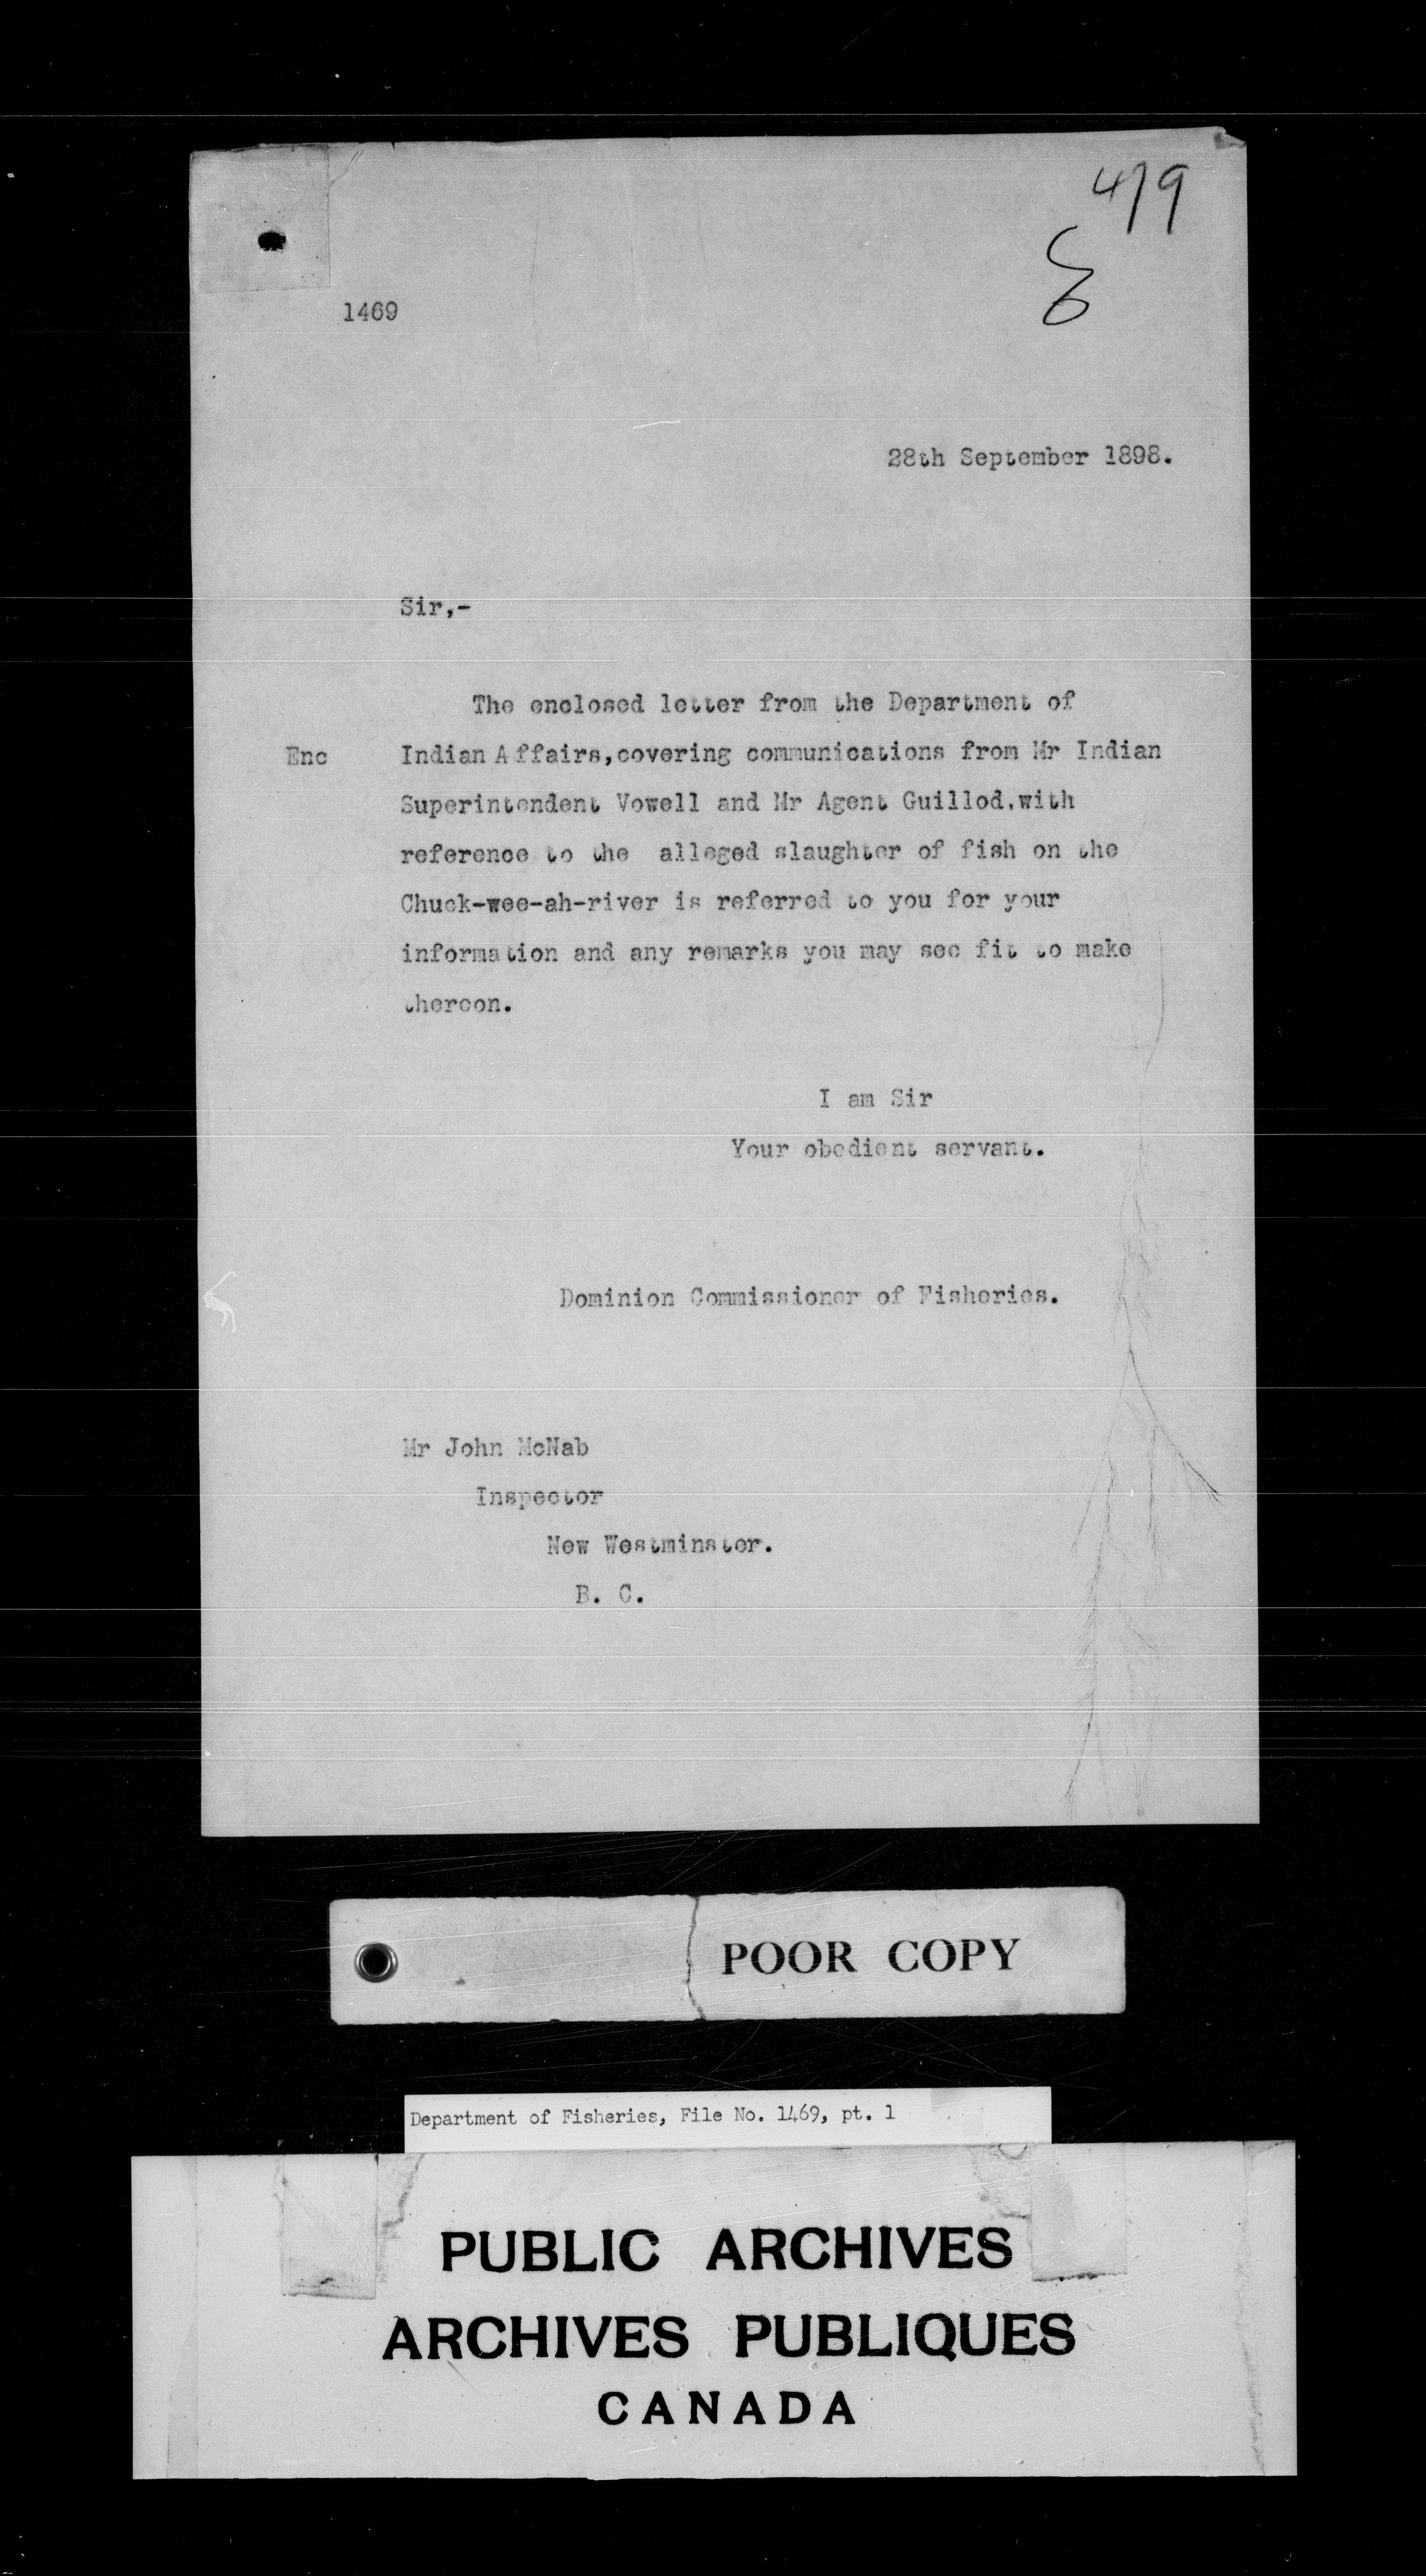 479
1469
28th September 1898.
Sir,-
The enclosed letter from the Department of
Enc Indian Affairs,covering communications from Mr Indian
Superintendent Vowell and Mr Agent Guillod,with
reference to the alleged slaughter of fish on the
Chuck-wee-ah-river is referred to you for your
information and any remarks you may see fit to make
thereon.
I am Sir
Your obedient servant.
Dominion Commissioner of Fisheries.
Mr John McNab
Inspector
New Westminster.
B. C.
POOR COPY
Department of Fisheries, File No. 1469, pt. 1
PUBLIC ARCHIVES
ARCHIVES PUBLIQUES
CANADA